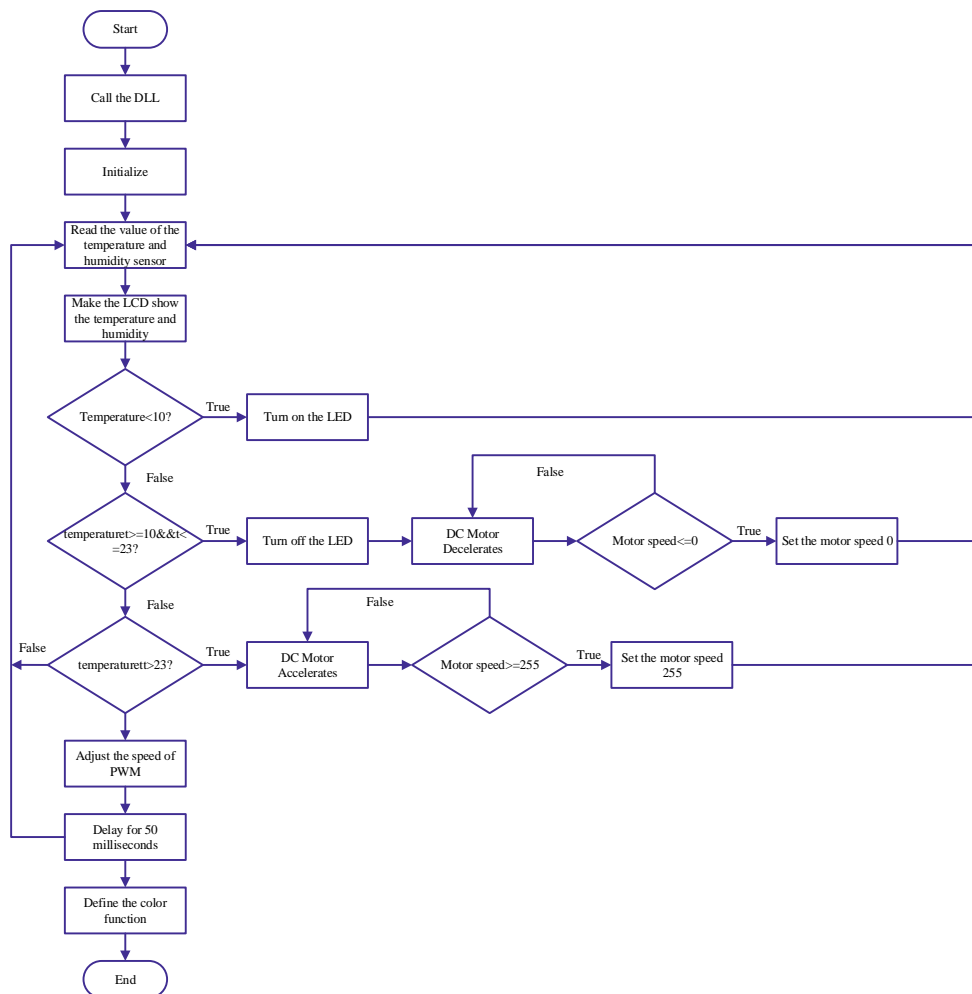 Start
Call the DLL
Initialize
Read the value of the
temperature and
humidity sensor
Make the LCD show
the temperature and
humidity
Temperature<10?
True
Turn on the LED
False
False
temperaturet>=10&&t<
=23?
True
Turn off the LED
DC Motor
Decelerates
Motor speed<=0
True
Set the motor speed 0
False
False
False
temperaturett>23?
True
DC Motor
Accelerates
Motor speed>=255
True
Set the motor speed
255
Adjust the speed of
PWM
Delay for 50
milliseconds
Define the color
function
End